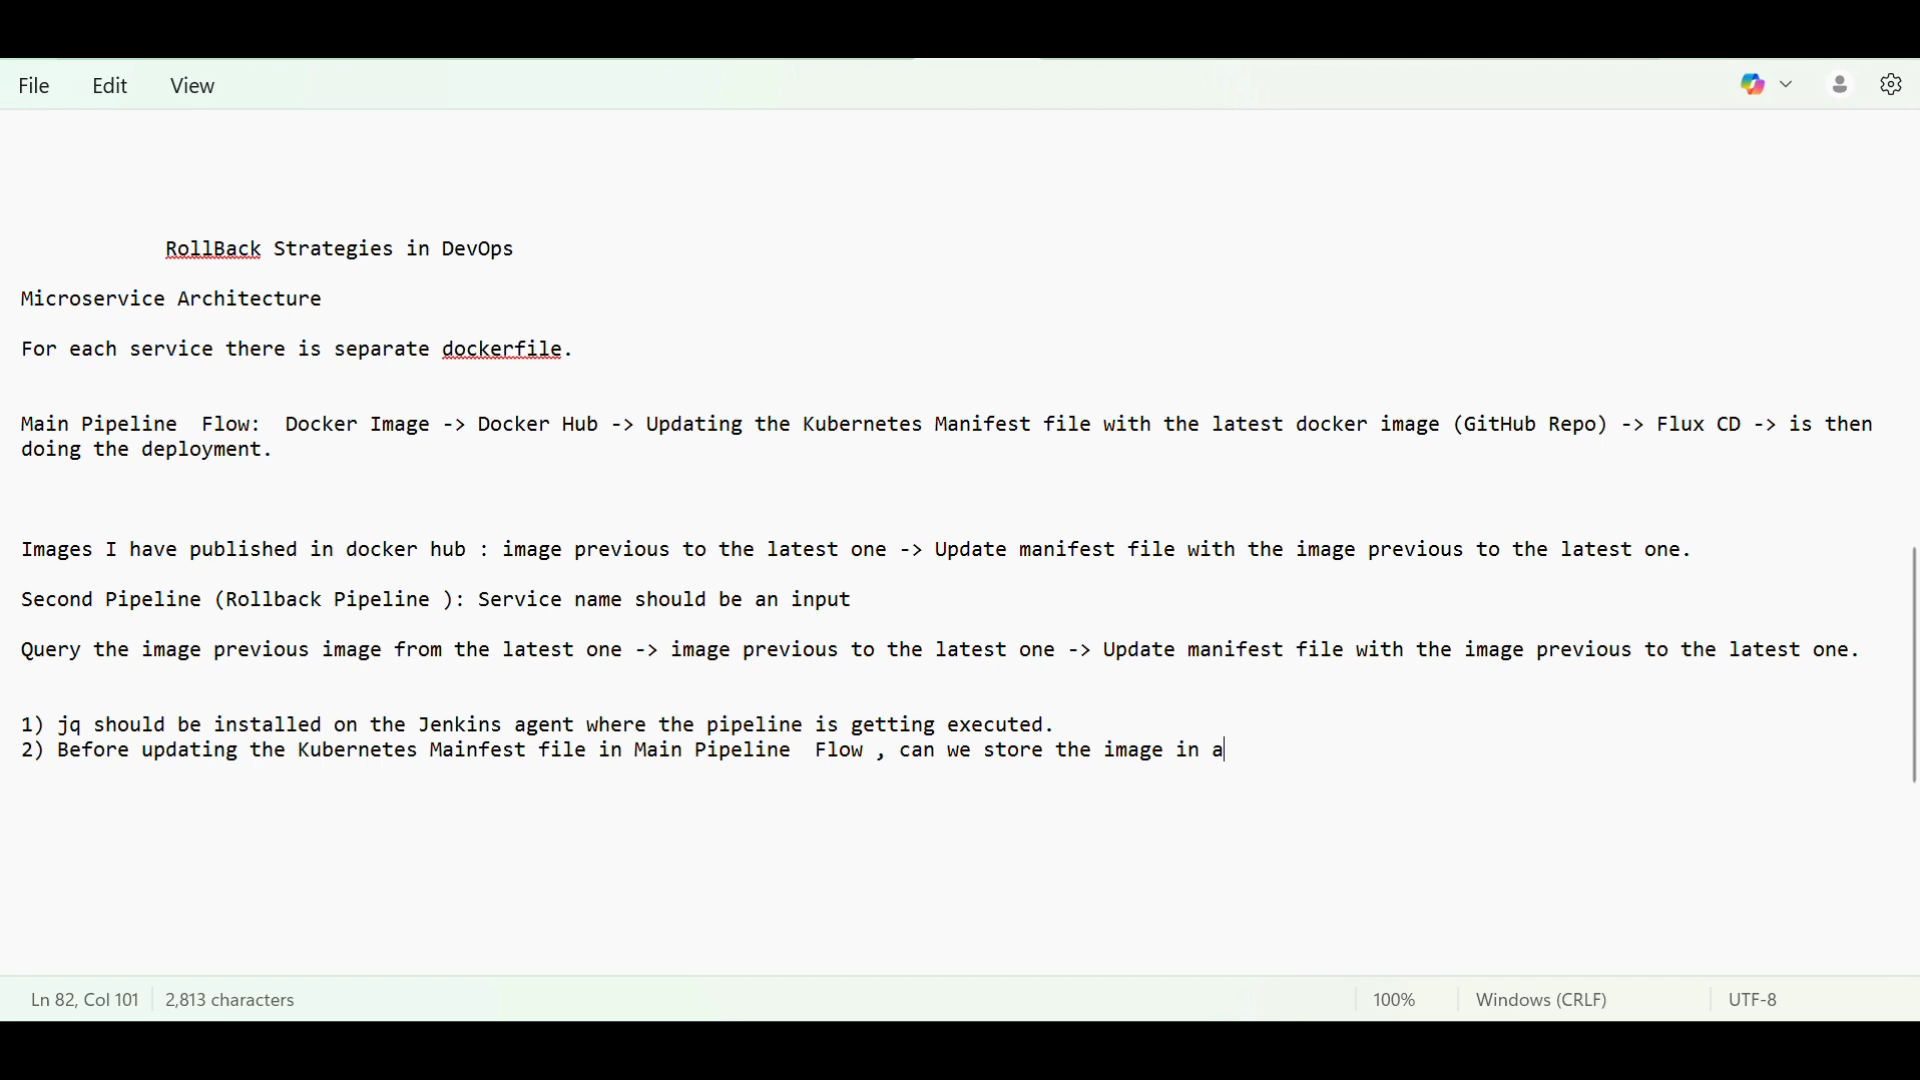 File Edit View
RollBack Strategies in DevOps
Microservice Architecture
For each service there is separate dockerfile.
Main Pipeline  Flow:  Docker Image -> Docker Hub -> Updating the Kubernetes Manifest file with the latest docker image (GitHub Repo) -> Flux CD -> is then
doing the deployment.
Images I have published in docker hub : image previous to the latest one -> Update manifest file with the image previous to the latest one.
Second Pipeline (Rollback Pipeline ): Service name should be an input
Query the image previous image from the latest one -> image previous to the latest one -> Update manifest file with the image previous to the latest one.
1) jq should be installed on the Jenkins agent where the pipeline is getting executed.
2) Before updating the Kubernetes Mainfest file in Main Pipeline  Flow , can we store the image in a
Ln 82, Col 101 2,813 characters 100% Windows (CRLF) UTF-8